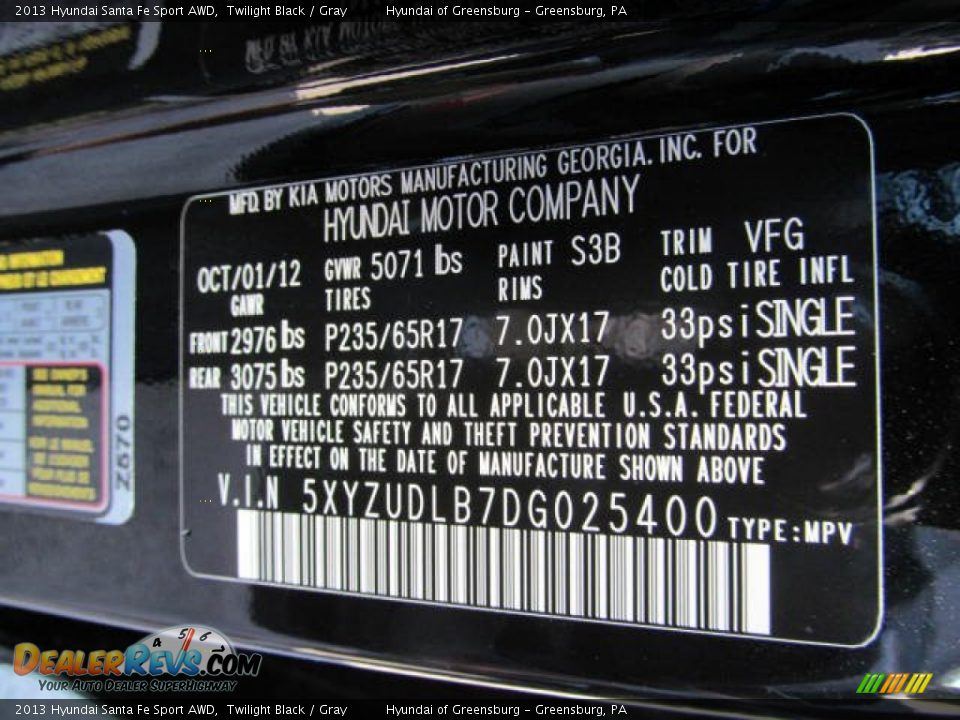 2013 Hyundai Santa Fe Sport AWD, Twilight Black / Gray Hyundai of Greensburg - Greensburg, PA
MFD. BY KIA MOTORS MANUFACTURING GEORGIA. INC. FOR
HYUNDAI MOTOR COMPANY
OCT/01/12 GVWR 5071 lbs PAINT S3B TRIM VFG
GAWR TIRES RIMS COLD TIRE INFL
FRONT 2976 lbs P235/65R17 7.0JX17 33psi SINGLE
REAR 3075 lbs P235/65R17 7.0JX17 33psi SINGLE
THIS VEHICLE CONFORMS TO ALL APPLICABLE U.S.A. FEDERAL
MOTOR VEHICLE SAFETY AND THEFT PREVENTION STANDARDS
IN EFFECT ON THE DATE OF MANUFACTURE SHOWN ABOVE
V.I.N 5XYZUDLB7DG025400 TYPE:MPV
Z670
4 5 6
DEALERREVS.COM
YOUR AUTO DEALER SUPERHIGHWAY
2013 Hyundai Santa Fe Sport AWD, Twilight Black / Gray Hyundai of Greensburg - Greensburg, PA